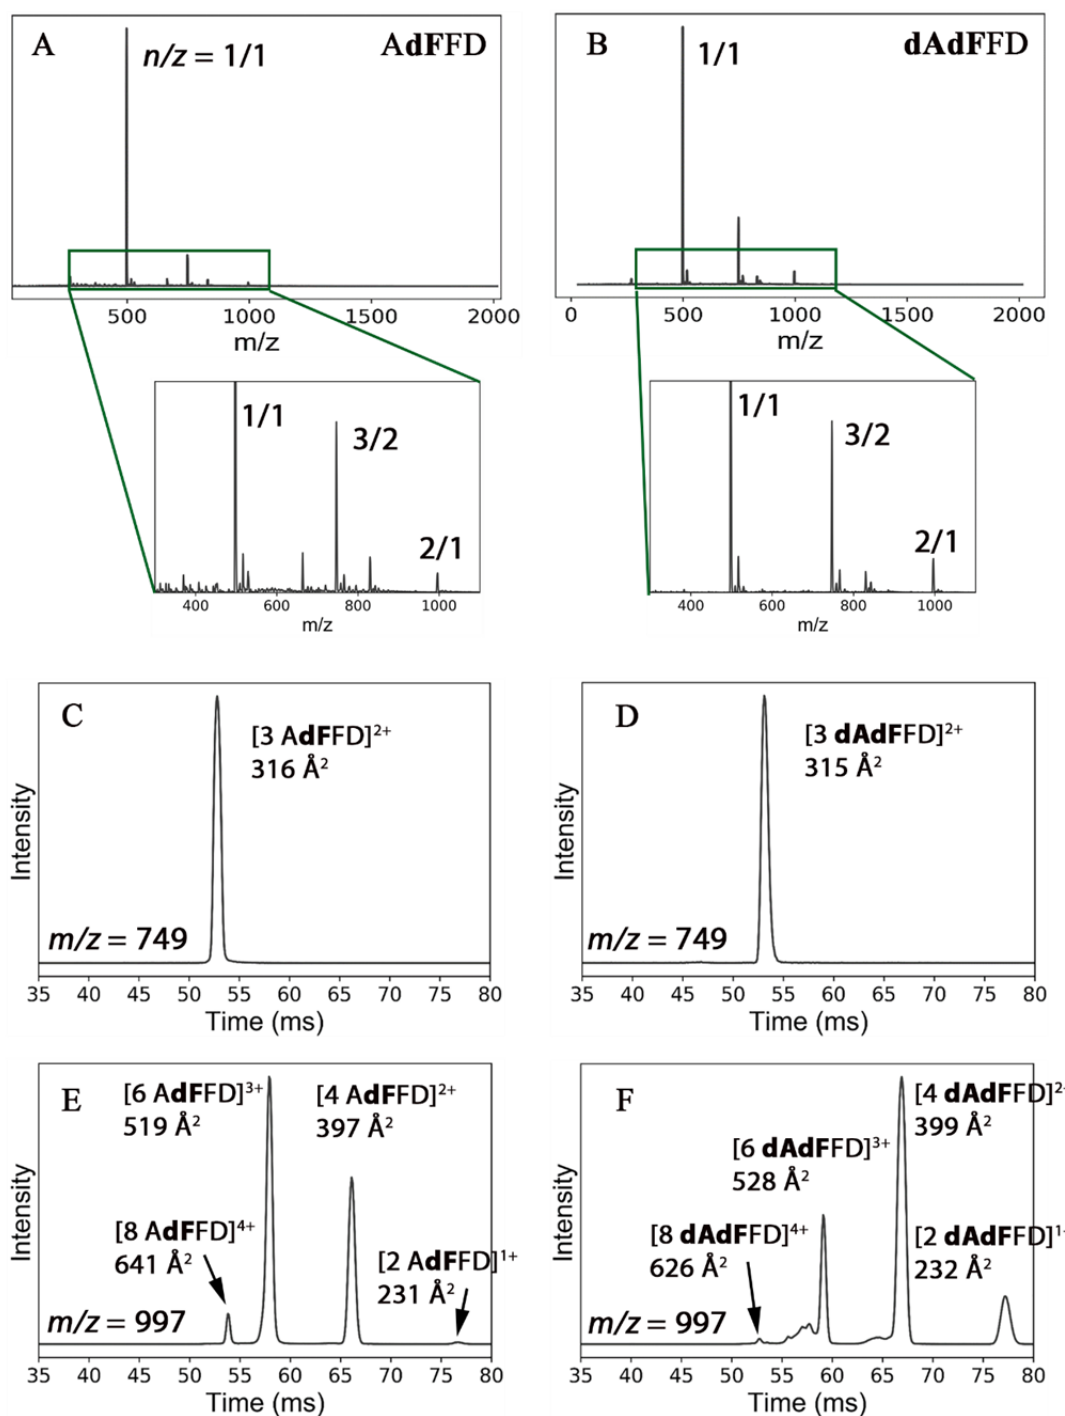 A
AdFFD
n/z = 1/1
500
1000
1500
2000
m/z
1/1
3/2
2/1
400
600
800
1000
m/z
B
dAdFFD
1/1
0
500
1000
1500
2000
m/z
1/1
3/2
2/1
400
600
800
1000
m/z
C
[3 AdFFD]²⁺
316 Å²
Intensity
m/z = 749
35 40 45 50 55 60 65 70 75 80
Time (ms)
D
[3 dAdFFD]²⁺
315 Å²
Intensity
m/z = 749
35 40 45 50 55 60 65 70 75 80
Time (ms)
E
[6 AdFFD]³⁺
519 Å²
[4 AdFFD]²⁺
397 Å²
[8 AdFFD]⁴⁺
641 Å²
[2 AdFFD]¹⁺
231 Å²
Intensity
m/z = 997
35 40 45 50 55 60 65 70 75 80
Time (ms)
F
[4 dAdFFD]²
399 Å²
[6 dAdFFD]³⁺
528 Å²
[8 dAdFFD]⁴⁺
626 Å²
[2 dAdFFD]¹
232 Å²
Intensity
m/z = 997
35 40 45 50 55 60 65 70 75 80
Time (ms)